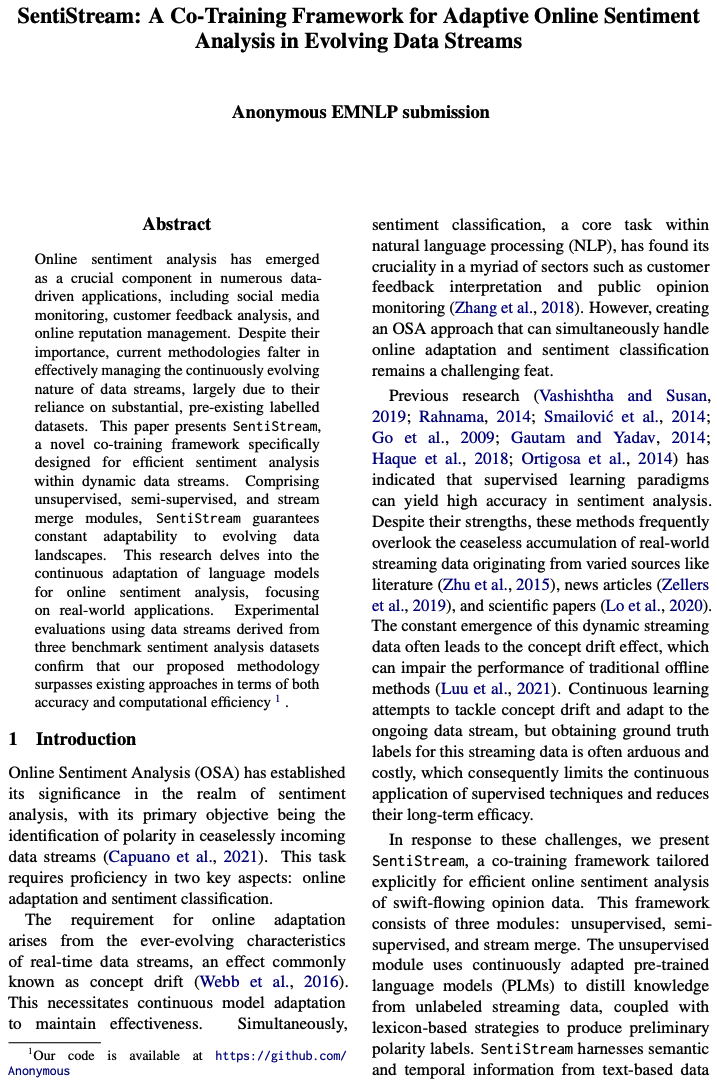 SentiStream: A Co-Training Framework for Adaptive Online Sentiment
Analysis in Evolving Data Streams
Anonymous EMNLP submission
Abstract
Online sentiment analysis has emerged
as a crucial component in numerous data-
driven applications, including social media
monitoring, customer feedback analysis, and
online reputation management. Despite their
importance, current methodologies falter in
effectively managing the continuously evolving
nature of data streams, largely due to their
reliance on substantial, pre-existing labelled
datasets. This paper presents SentiStream,
a novel co-training framework specifically
designed for efficient sentiment analysis
within dynamic data streams. Comprising
unsupervised, semi-supervised, and stream
merge modules, SentiStream guarantees
constant adaptability to evolving data
landscapes. This research delves into the
continuous adaptation of language models
for online sentiment analysis, focusing
on real-world applications. Experimental
evaluations using data streams derived from
three benchmark sentiment analysis datasets
confirm that our proposed methodology
surpasses existing approaches in terms of both
accuracy and computational efficiency 1 .
1 Introduction
Online Sentiment Analysis (OSA) has established
its significance in the realm of sentiment
analysis, with its primary objective being the
identification of polarity in ceaselessly incoming
data streams (Capuano et al., 2021). This task
requires proficiency in two key aspects: online
adaptation and sentiment classification.
The requirement for online adaptation
arises from the ever-evolving characteristics
of real-time data streams, an effect commonly
known as concept drift (Webb et al., 2016).
This necessitates continuous model adaptation
to maintain effectiveness. Simultaneously,
1Our code is available at https://github.com/
Anonymous
sentiment classification, a core task within
natural language processing (NLP), has found its
cruciality in a myriad of sectors such as customer
feedback interpretation and public opinion
monitoring (Zhang et al., 2018). However, creating
an OSA approach that can simultaneously handle
online adaptation and sentiment classification
remains a challenging feat.
Previous research (Vashishtha and Susan,
2019; Rahnama, 2014; Smailović et al., 2014;
Go et al., 2009; Gautam and Yadav, 2014;
Haque et al., 2018; Ortigosa et al., 2014) has
indicated that supervised learning paradigms
can yield high accuracy in sentiment analysis.
Despite their strengths, these methods frequently
overlook the ceaseless accumulation of real-world
streaming data originating from varied sources like
literature (Zhu et al., 2015), news articles (Zellers
et al., 2019), and scientific papers (Lo et al., 2020).
The constant emergence of this dynamic streaming
data often leads to the concept drift effect, which
can impair the performance of traditional offline
methods (Luu et al., 2021). Continuous learning
attempts to tackle concept drift and adapt to the
ongoing data stream, but obtaining ground truth
labels for this streaming data is often arduous and
costly, which consequently limits the continuous
application of supervised techniques and reduces
their long-term efficacy.
In response to these challenges, we present
SentiStream, a co-training framework tailored
explicitly for efficient online sentiment analysis
of swift-flowing opinion data. This framework
consists of three modules: unsupervised, semi-
supervised, and stream merge. The unsupervised
module uses continuously adapted pre-trained
language models (PLMs) to distill knowledge
from unlabeled streaming data, coupled with
lexicon-based strategies to produce preliminary
polarity labels. SentiStream harnesses semantic
and temporal information from text-based data